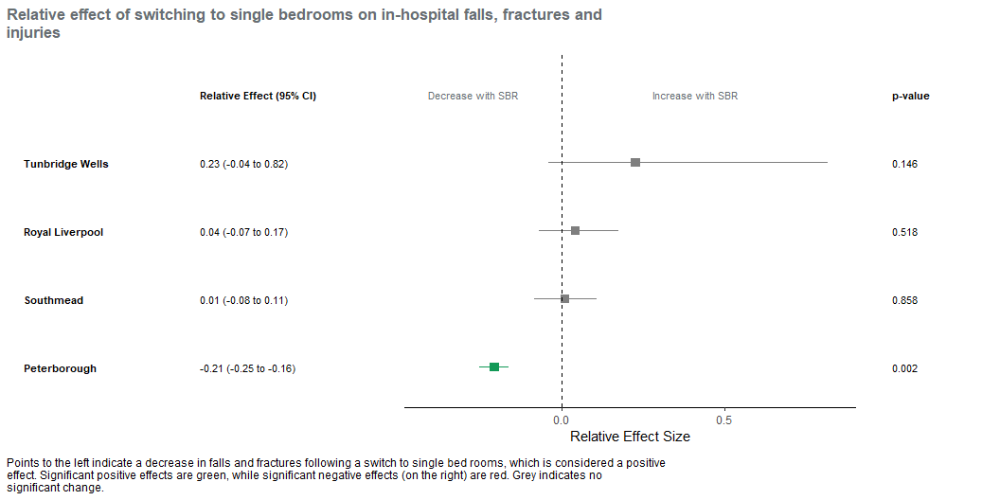 Relative effect of switching to single bedrooms on in-hospital falls, fractures and
injuries
Relative Effect (95% CI) Decrease with SBR Increase with SBR p-value
Tunbridge Wells 0.23 (-0.04 to 0.82) 0.146
Royal Liverpool 0.04 (-0.07 to 0.17) 0.518
Southmead 0.01 (-0.08 to 0.11) 0.858
Peterborough -0.21 (-0.25 to -0.16) 0.002
0.0 0.5
Relative Effect Size
Points to the left indicate a decrease in falls and fractures following a switch to single bed rooms, which is considered a positive
effect. Significant positive effects are green, while significant negative effects (on the right) are red. Grey indicates no
significant change.